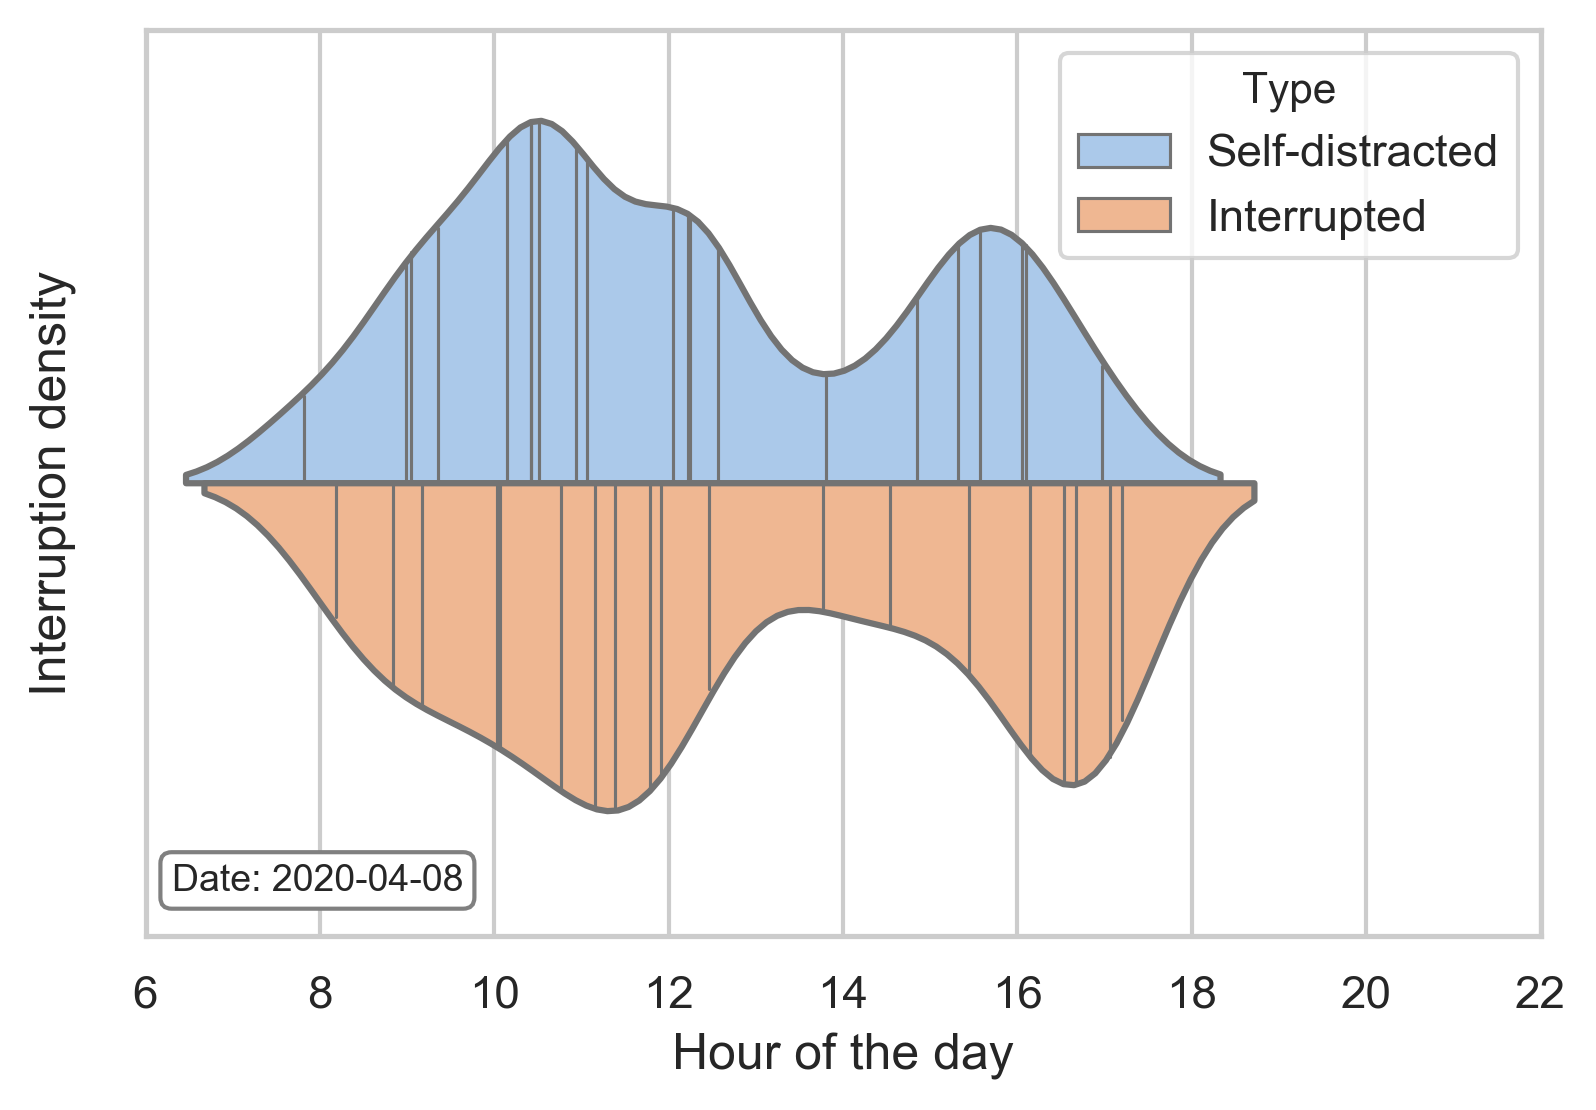 Type
Self-distracted
Interrupted
Interruption density
Date: 2020-04-08
6 8 10 12 14 16 18 20 22
Hour of the day